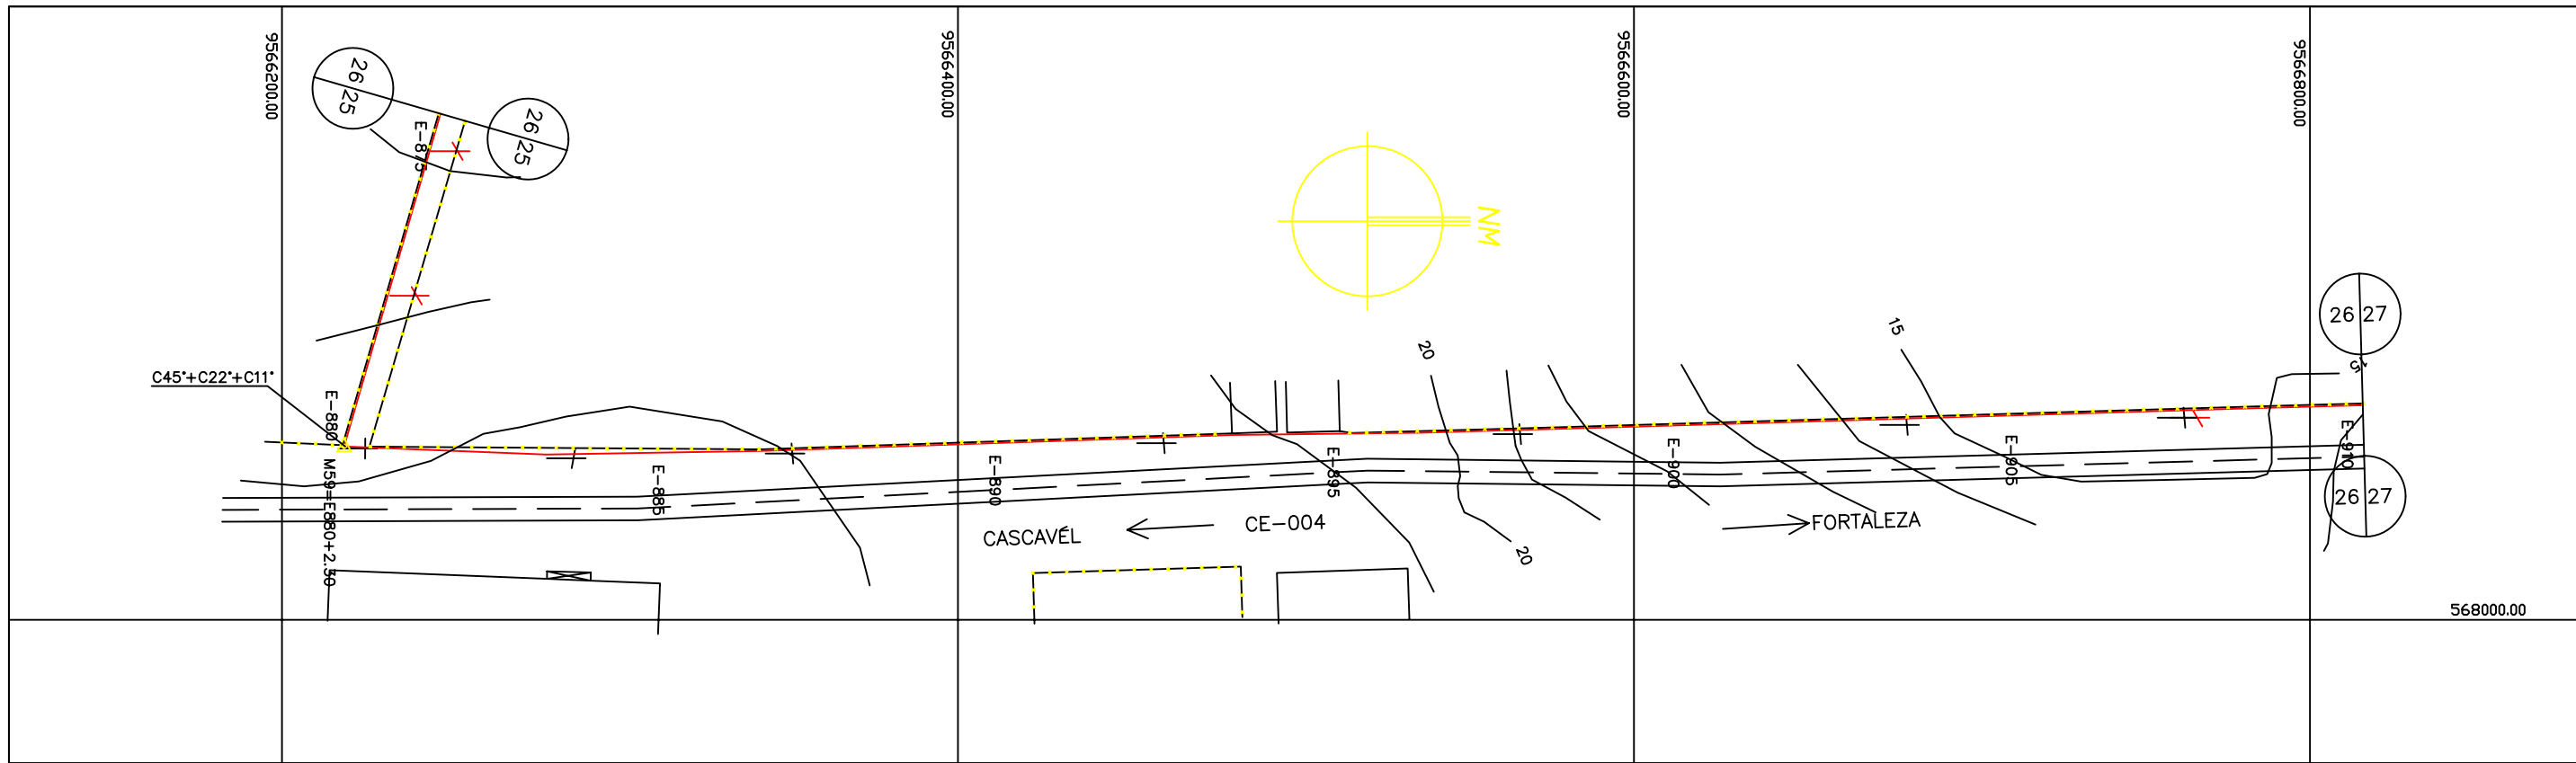 9566200.00
9566400.00
9566600.00
9566800.00
26 25
26 25
E-875
NM
26 27
15
20
15
C45°+C22°+C11°
E-880
M59=E880+2.50
E-885
E-890
E-895
E-900
E-905
E-910
26 27
CASCAVÉL
CE-004
FORTALEZA
20
568000.00